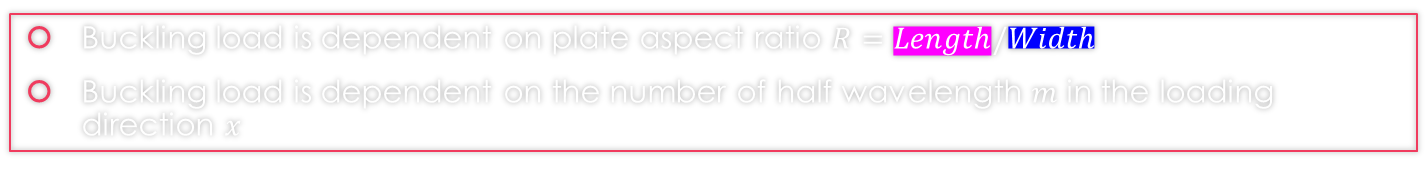 Buckling load is dependent on plate aspect ratio R = Length/Width
Buckling load is dependent on the number of half wavelength m in the loading
direction x